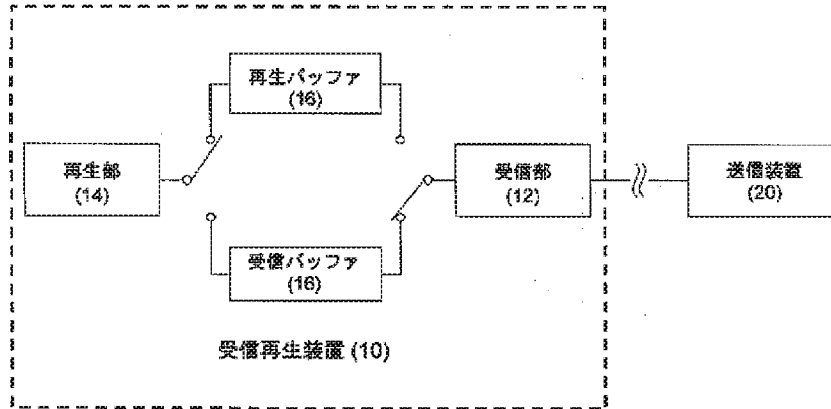 再生バッファ
(16)
再生部
(14)
受信部
(12)
送信装置
(20)
受信バッファ
(16)
受信再生装置 (10)